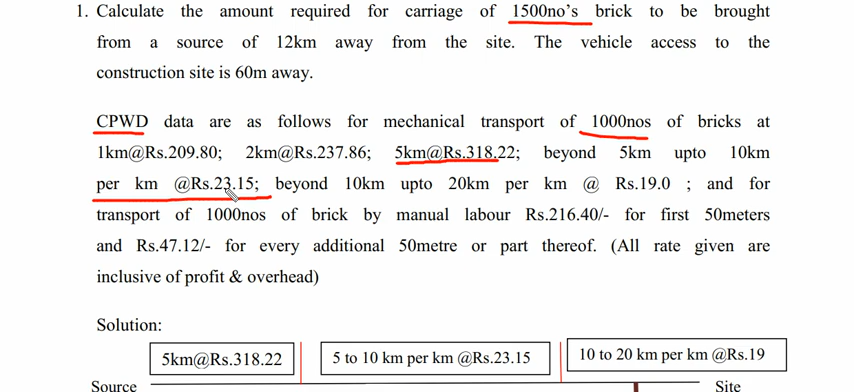 1. Calculate the amount required for carriage of 1500no’s brick to be brought
from a source of 12km away from the site. The vehicle access to the
construction site is 60m away.
CPWD data are as follows for mechanical transport of 1000nos of bricks at
1km@Rs.209.80; 2km@Rs.237.86; 5km@Rs.318.22; beyond 5km upto 10km
per km @Rs.23.15; beyond 10km upto 20km per km @ Rs.19.0 ; and for
transport of 1000nos of brick by manual labour Rs.216.40/- for first 50meters
and Rs.47.12/- for every additional 50metre or part thereof. (All rate given are
inclusive of profit & overhead)
Solution:
5km@Rs.318.22 5 to 10 km per km @Rs.23.15 10 to 20 km per km @Rs.19
Source Site